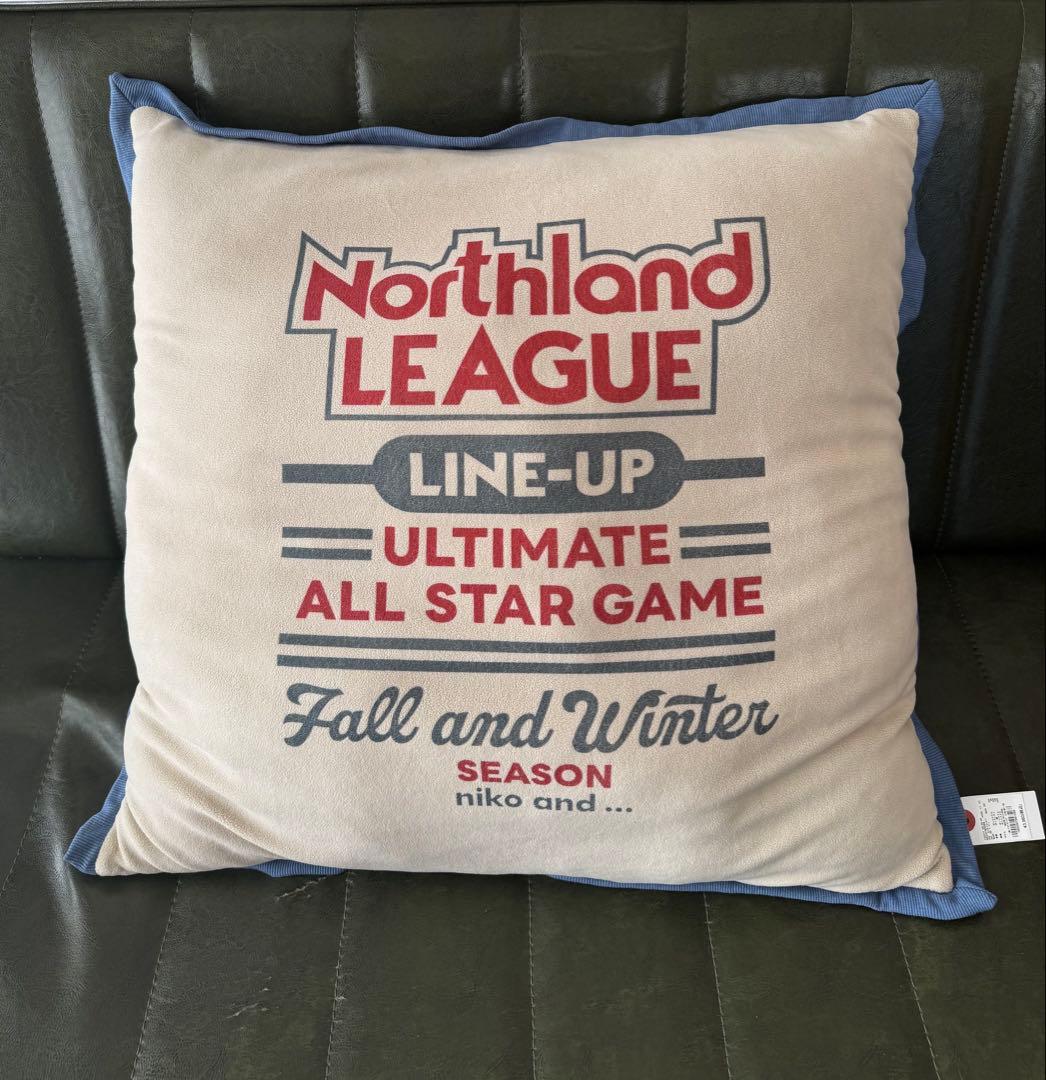 Northland
LEAGUE
LINE-UP
ULTIMATE
ALL STAR GAME
Fall and Winter
SEASON
niko and ...